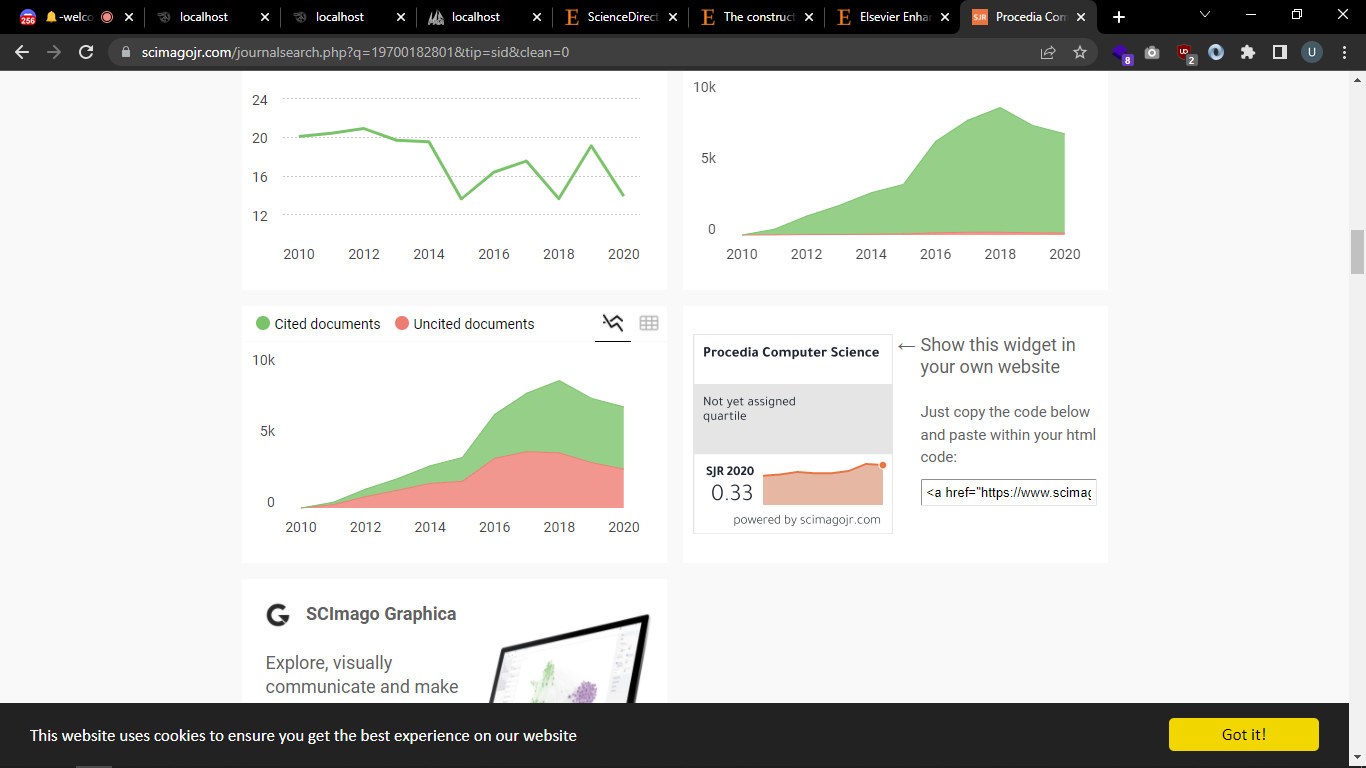 256
-welco
localhost
localhost
localhost
ScienceDirect
The construct
Elsevier Enhan
SJR
Procedia Com
scimagojr.com/journalsearch.php?q=19700182801&tip=sid&clean=0
8
2
U
24
20
16
12
2010 2012 2014 2016 2018 2020
10k
5k
0
2010 2012 2014 2016 2018 2020
Cited documents Uncited documents
10k
5k
0
2010 2012 2014 2016 2018 2020
Procedia Computer Science
Not yet assigned
quartile
SJR 2020
0.33
powered by scimagojr.com
← Show this widget in
your own website
Just copy the code below
and paste within your html
code:
<a href="https://www.scimag
SCImago Graphica
Explore, visually
communicate and make
This website uses cookies to ensure you get the best experience on our website
Got it!